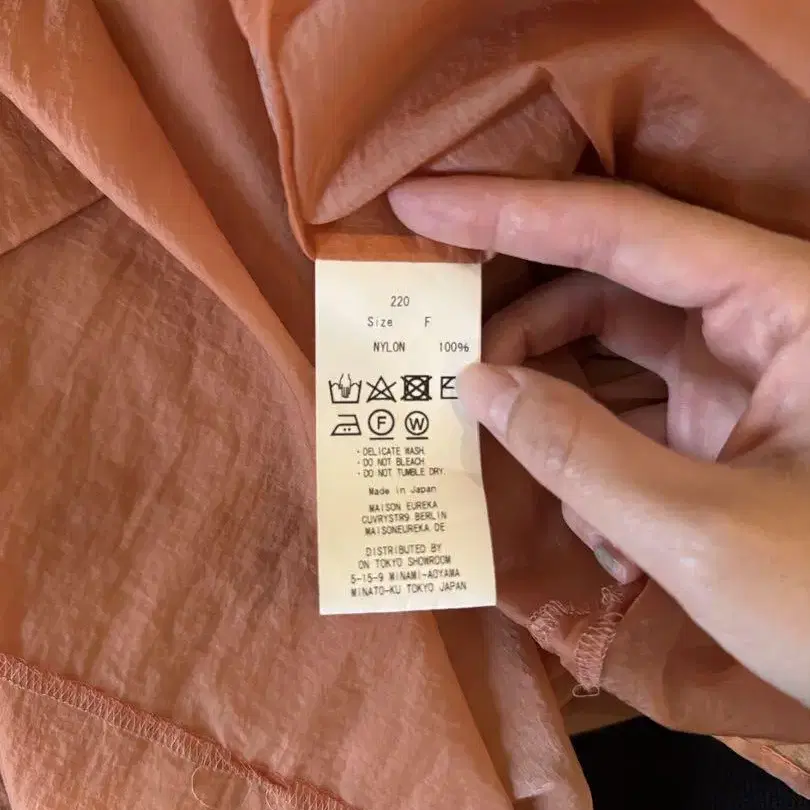 220
Size F
NYLON 100%
F W
・DELICATE WASH.
・DO NOT BLEACH.
・DO NOT TUMBLE DRY.
Made in Japan
MAISON EUREKA
CUVRYSTR9 BERLIN
MAISONEUREKA.DE
DISTRIBUTED BY
ON TOKYO SHOWROOM
5-15-9 MINAMI-AOYAMA
MINATO-KU TOKYO JAPAN